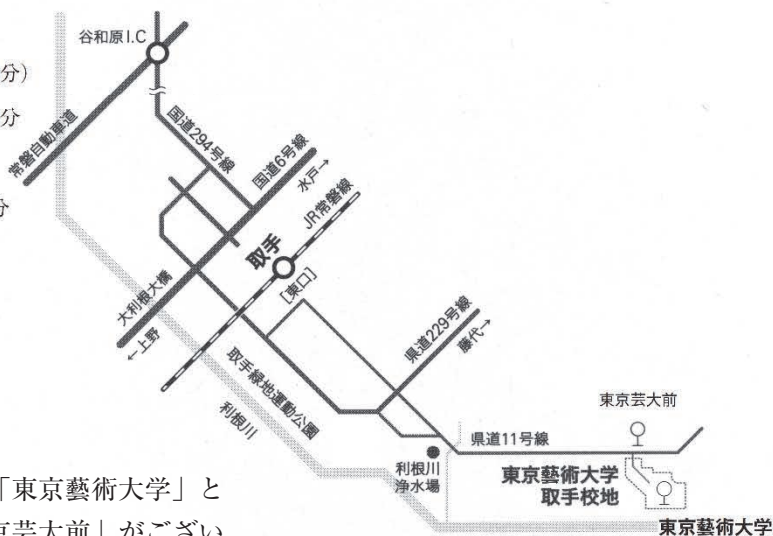 谷和原I.C
分)
分
分
常磐自動車道
国道294号線
国道6号線
水戸→
JR常磐線
取手
[東口]
大利根大橋
←上野
取手緑地運動公園
利根川
県道229号線
藤代→
東京芸大前
県道11号線
利根川
浄水場
東京藝術大学
取手校地
「東京藝術大学」と
京芸大前」がござい
東京藝術大学